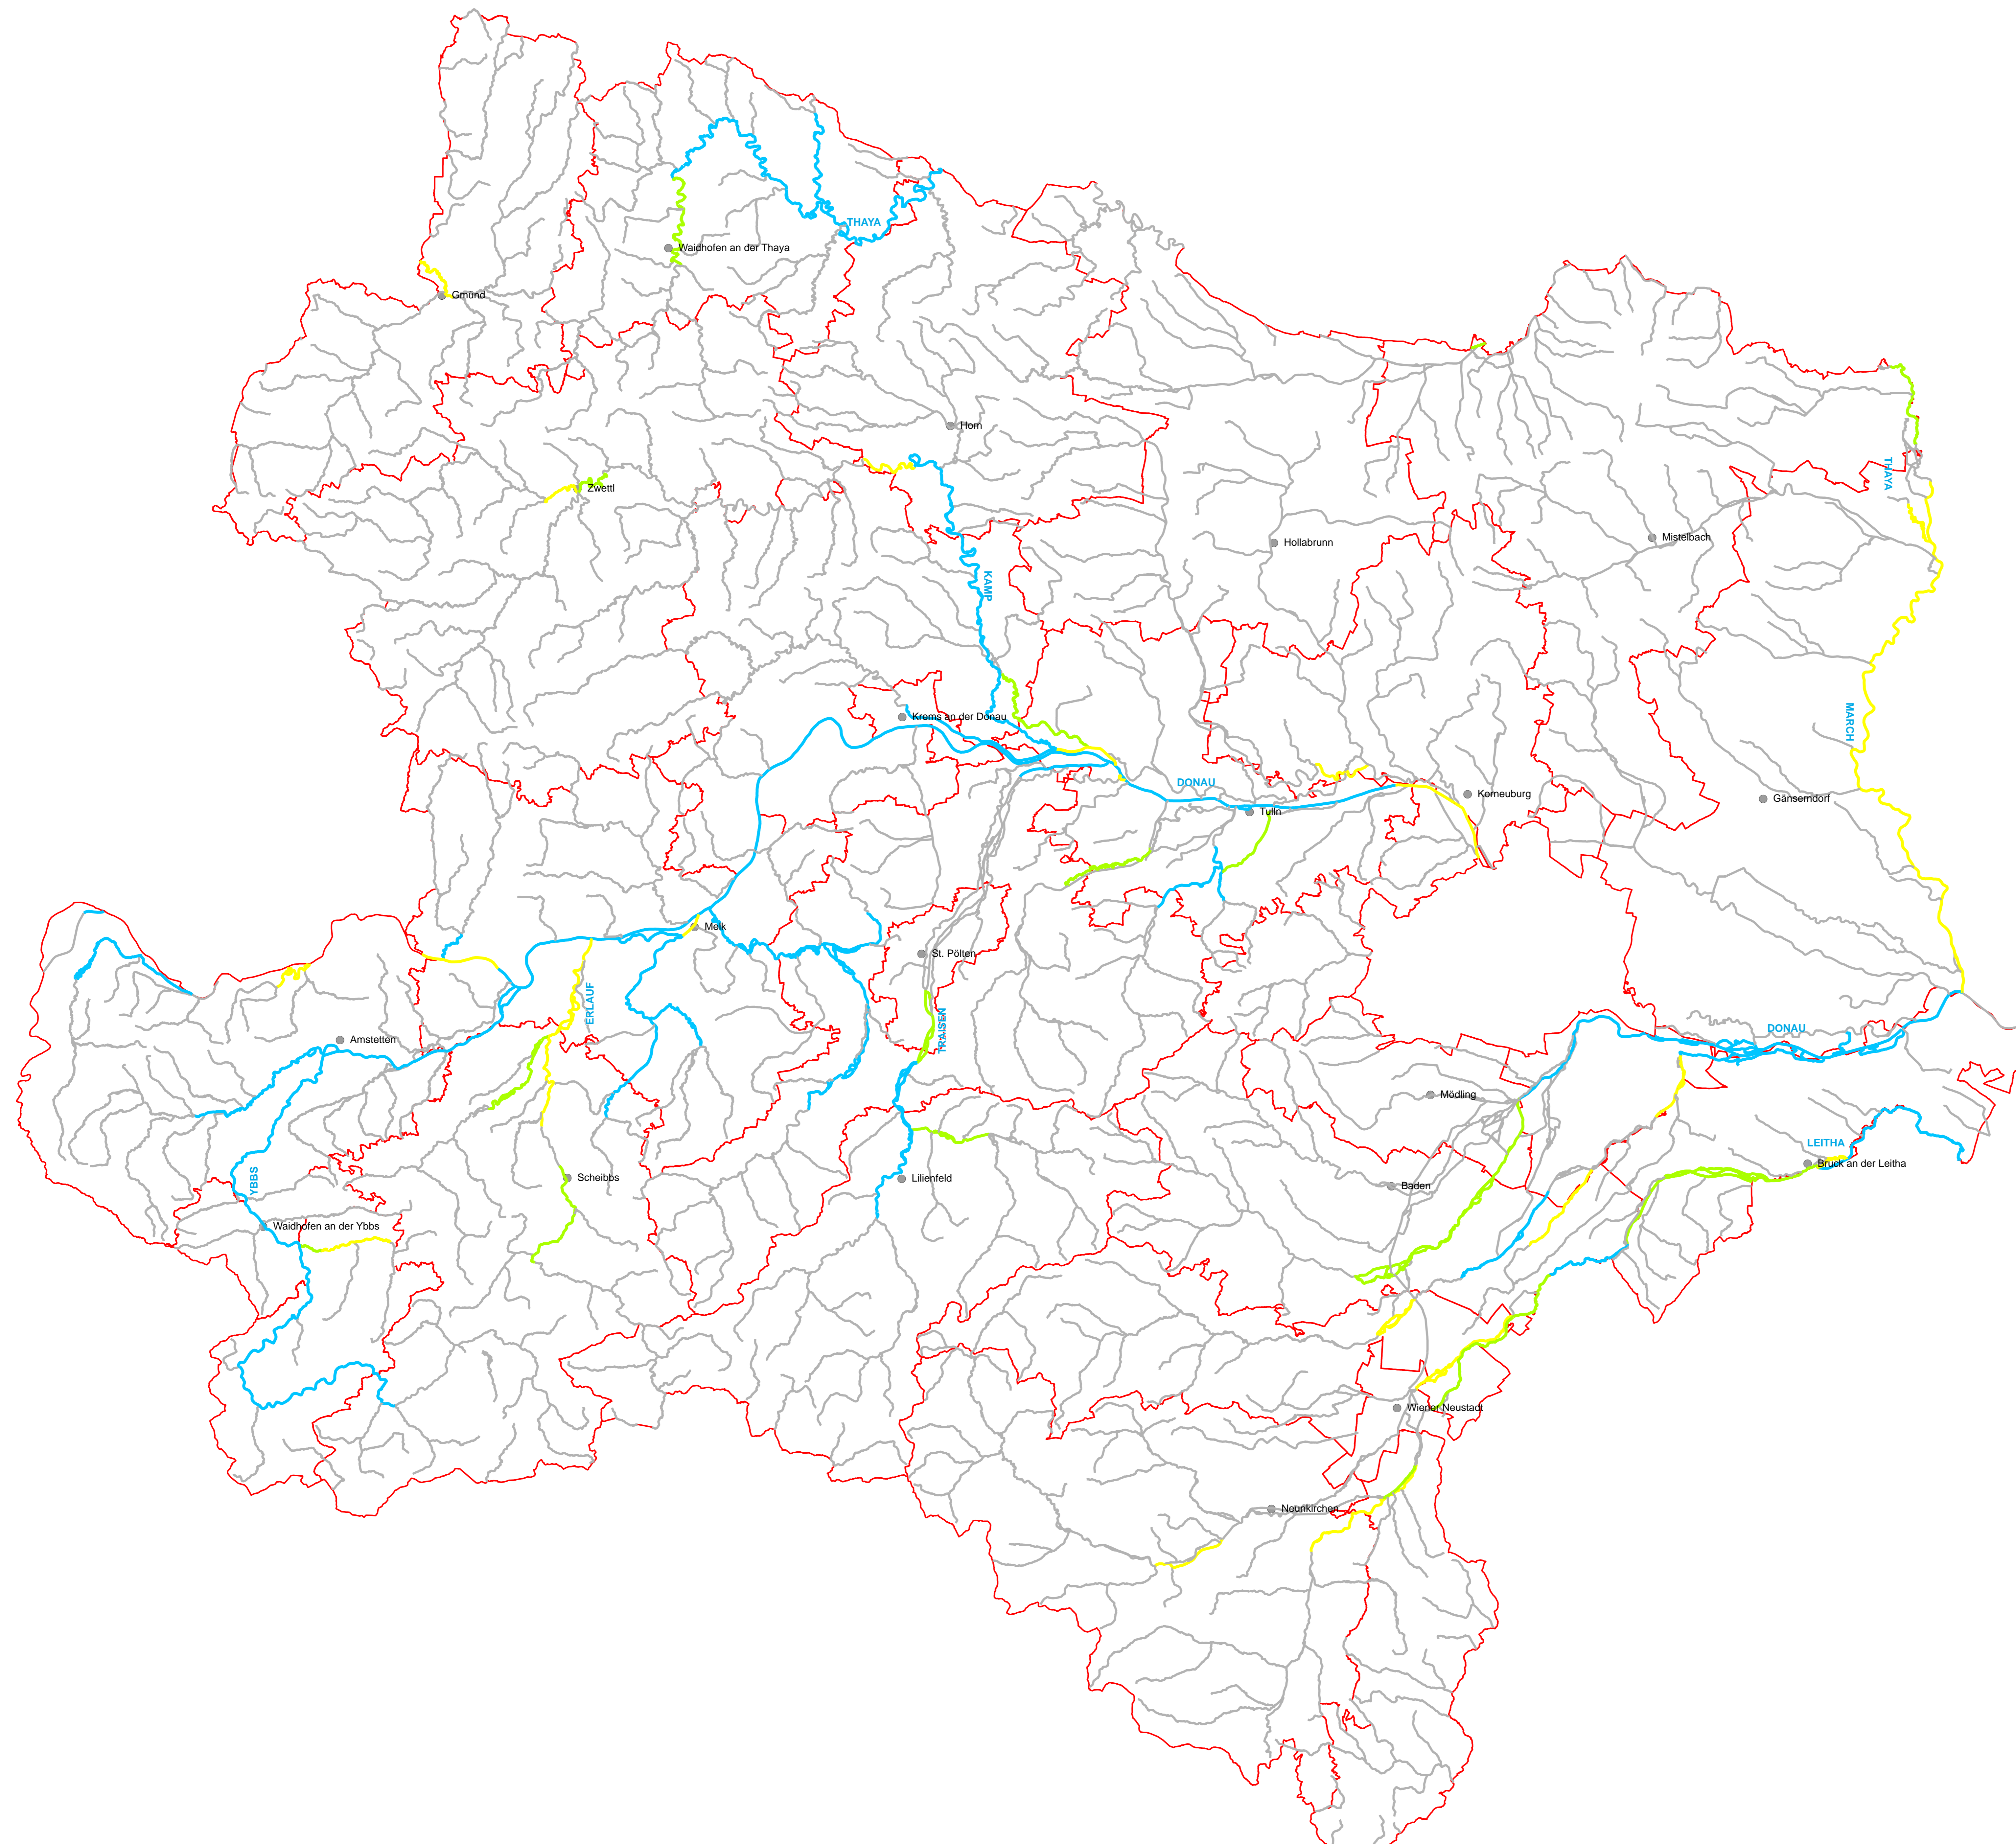 THAYA
Waidhofen an der Thaya
Gmünd
Horn
THAYA
Zwettl
Mistelbach
Hollabrunn
KAMP
MARCH
Krems an der Donau
DONAU
Korneuburg
Gänserndorf
Tulln
Melk
St. Pölten
ERLAUF
TRAISEN
DONAU
Amstetten
Mödling
LEITHA
Bruck an der Leitha
YBBS
Scheibbs
Lilienfeld
Baden
Waidhofen an der Ybbs
Wiener Neustadt
Neunkirchen